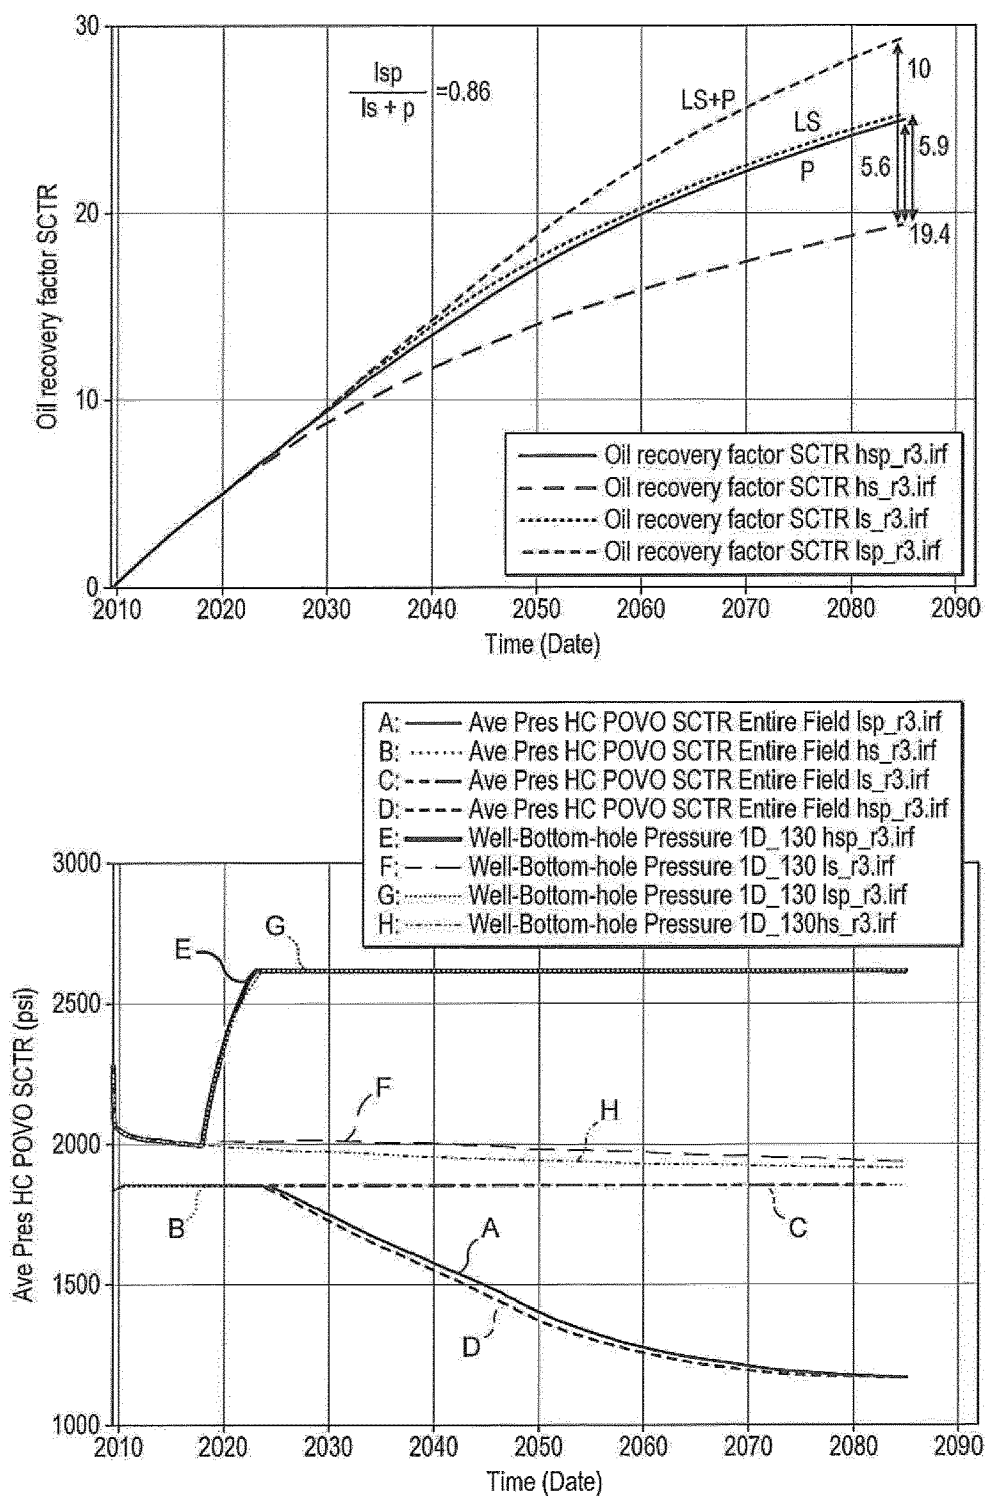 30
20
10
0
Oil recovery factor SCTR
lsp
ls + p
=0.86
LS+P
LS
P
10
5.9
5.6
19.4
Oil recovery factor SCTR hsp_r3.irf
Oil recovery factor SCTR hs_r3.irf
Oil recovery factor SCTR ls_r3.irf
Oil recovery factor SCTR lsp_r3.irf
2010 2020 2030 2040 2050 2060 2070 2080 2090
Time (Date)
A: Ave Pres HC POVO SCTR Entire Field lsp_r3.irf
B: Ave Pres HC POVO SCTR Entire Field hs_r3.irf
C: Ave Pres HC POVO SCTR Entire Field ls_r3.irf
D: Ave Pres HC POVO SCTR Entire Field hsp_r3.irf
E: Well-Bottom-hole Pressure 1D_130 hsp_r3.irf
F: Well-Bottom-hole Pressure 1D_130 ls_r3.irf
G: Well-Bottom-hole Pressure 1D_130 lsp_r3.irf
H: Well-Bottom-hole Pressure 1D_130hs_r3.irf
3000
2500
2000
1500
1000
Ave Pres HC POVO SCTR (psi)
E
G
F
H
B
A
C
D
2010 2020 2030 2040 2050 2060 2070 2080 2090
Time (Date)